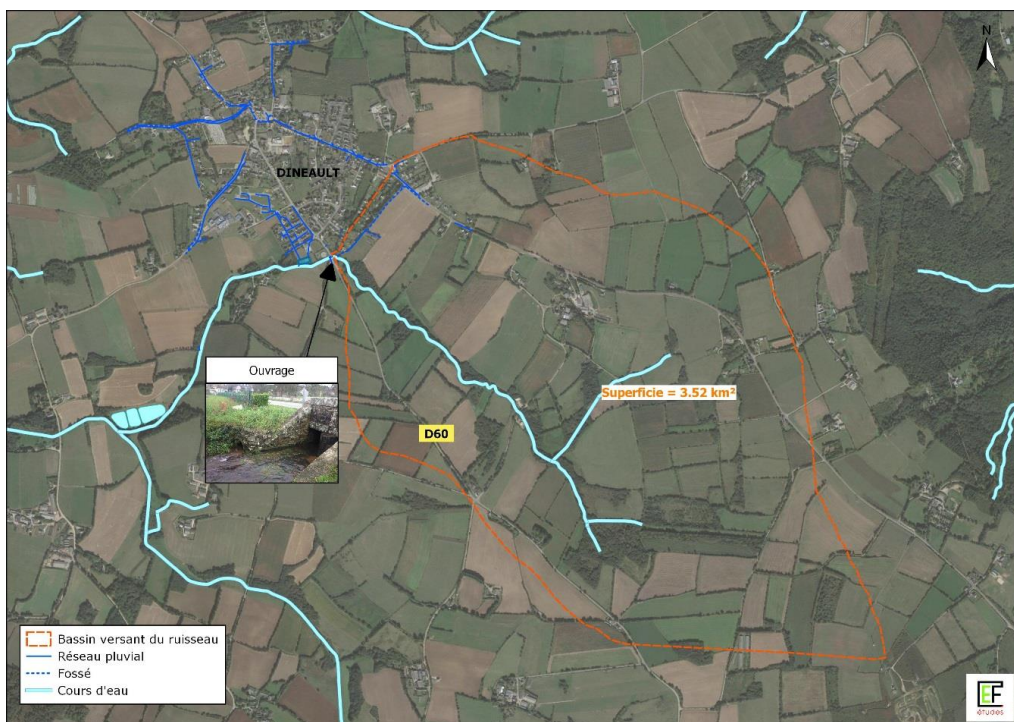 N
DINEAULT
Ouvrage
Superficie = 3.52 km²
D60
Bassin versant du ruisseau
Réseau pluvial
Fossé
Cours d'eau
EF
études